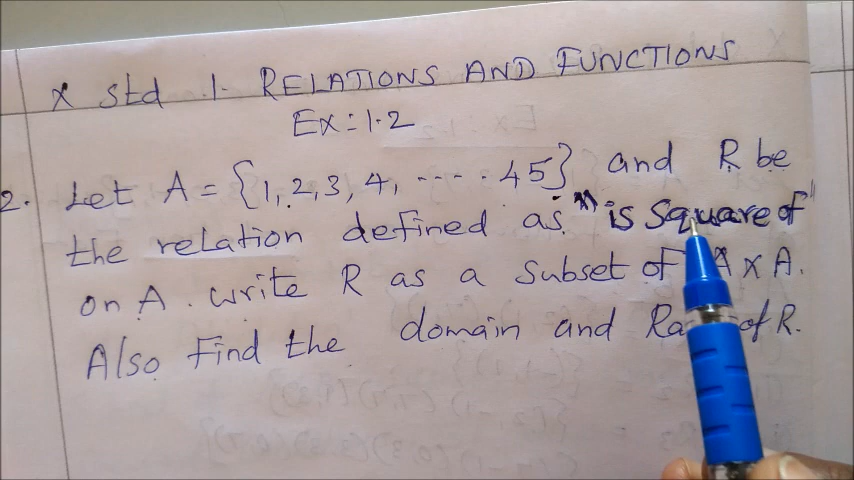 X Std 1. RELATIONS AND FUNCTIONS
Ex: 1.2
2. Let A = {1, 2, 3, 4, ..... 45} and R be
the relation defined as " is Square of "
on A. write R as a Subset of A x A.
Also Find the domain and of R.